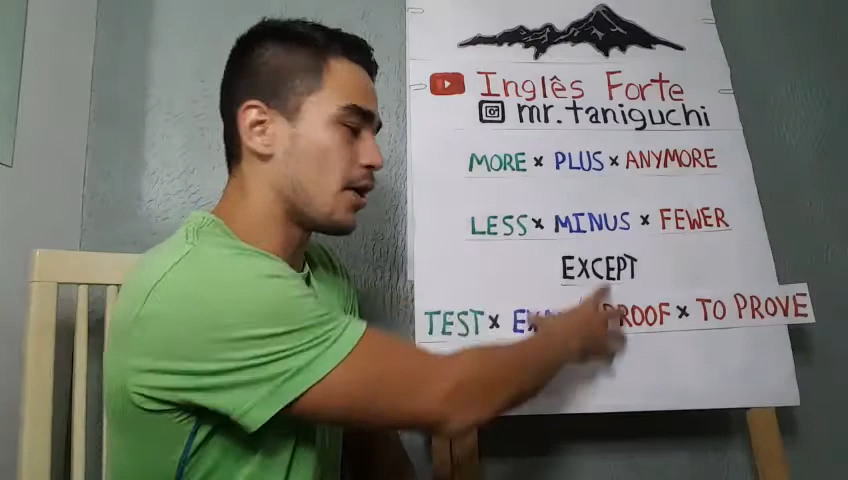 Inglês Forte
mr.taniguchi
MORE x PLUS x ANYMORE
LESS x MINUS x FEWER
EXCEPT
TEST x PROOF x TO PROVE